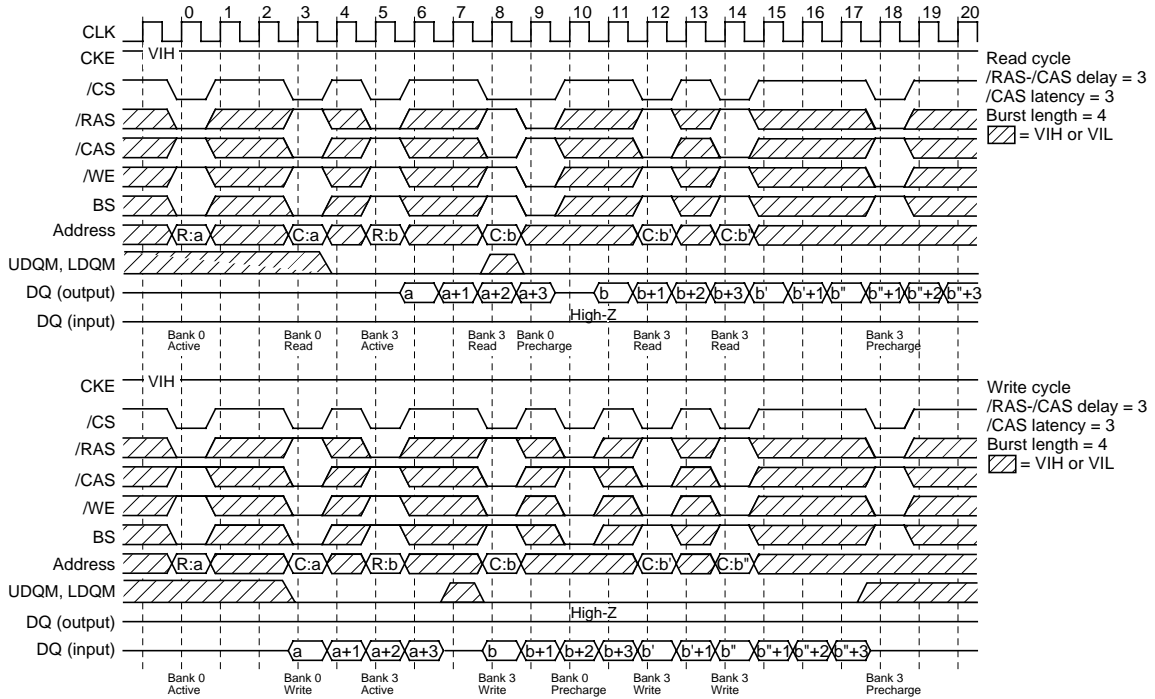 0 1 2 3 4 5 6 7 8 9 10 11 12 13 14 15 16 17 18 19 20
CLK
CKE VIH
/CS
/RAS
/CAS
/WE
BS
Address R:a C:a R:b C:b C:b' C:b"
UDQM, LDQM
DQ (output) a a+1 a+2 a+3 b b+1 b+2 b+3 b' b'+1 b" b"+1 b"+2 b"+3
DQ (input) High-Z
Bank 0 Active
Bank 0 Read
Bank 3 Active
Bank 3 Read
Bank 0 Precharge
Bank 3 Read
Bank 3 Read
Bank 3 Precharge
Read cycle
/RAS-/CAS delay = 3
/CAS latency = 3
Burst length = 4
= VIH or VIL
CKE VIH
/CS
/RAS
/CAS
/WE
BS
Address R:a C:a R:b C:b C:b' C:b"
UDQM, LDQM
DQ (output) High-Z
DQ (input) a a+1 a+2 a+3 b b+1 b+2 b+3 b' b'+1 b" b"+1 b"+2 b"+3
Bank 0 Active
Bank 0 Write
Bank 3 Active
Bank 3 Write
Bank 0 Precharge
Bank 3 Write
Bank 3 Write
Bank 3 Precharge
Write cycle
/RAS-/CAS delay = 3
/CAS latency = 3
Burst length = 4
= VIH or VIL